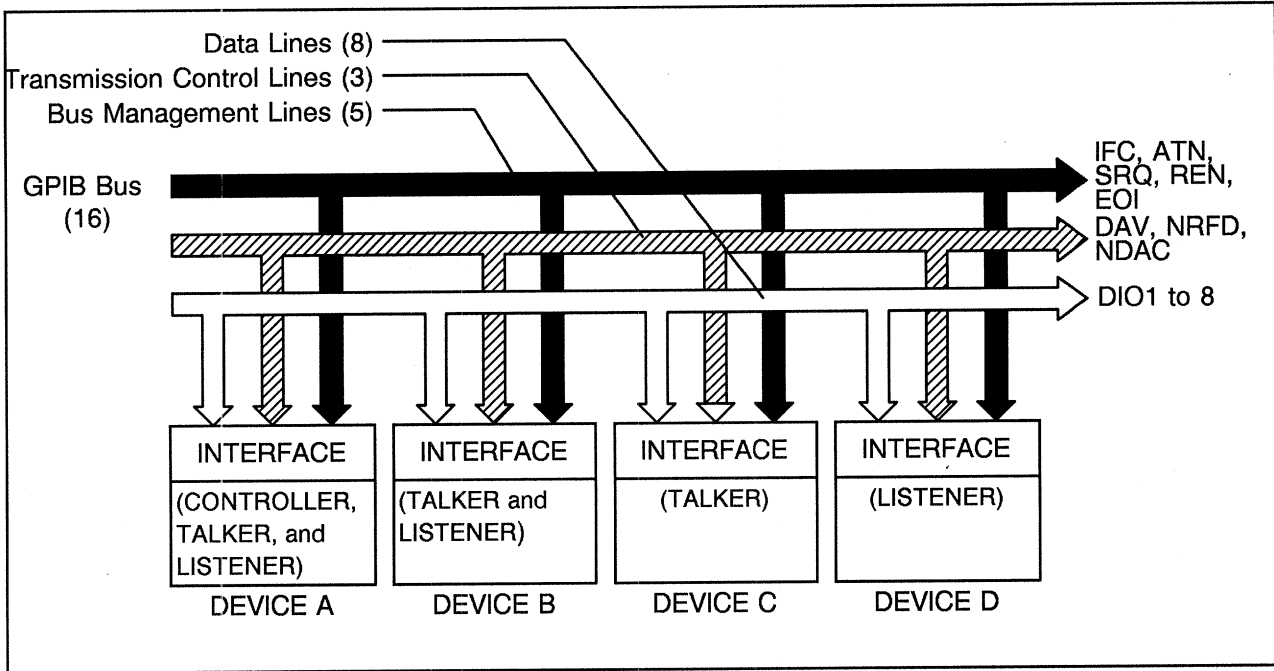 Data Lines (8)
Transmission Control Lines (3)
Bus Management Lines (5)
GPIB Bus
(16)
IFC, ATN,
SRQ, REN,
EOI
DAV, NRFD,
NDAC
DIO1 to 8
INTERFACE
(CONTROLLER,
TALKER, and
LISTENER)
DEVICE A
INTERFACE
(TALKER and
LISTENER)
DEVICE B
INTERFACE
(TALKER)
DEVICE C
INTERFACE
(LISTENER)
DEVICE D